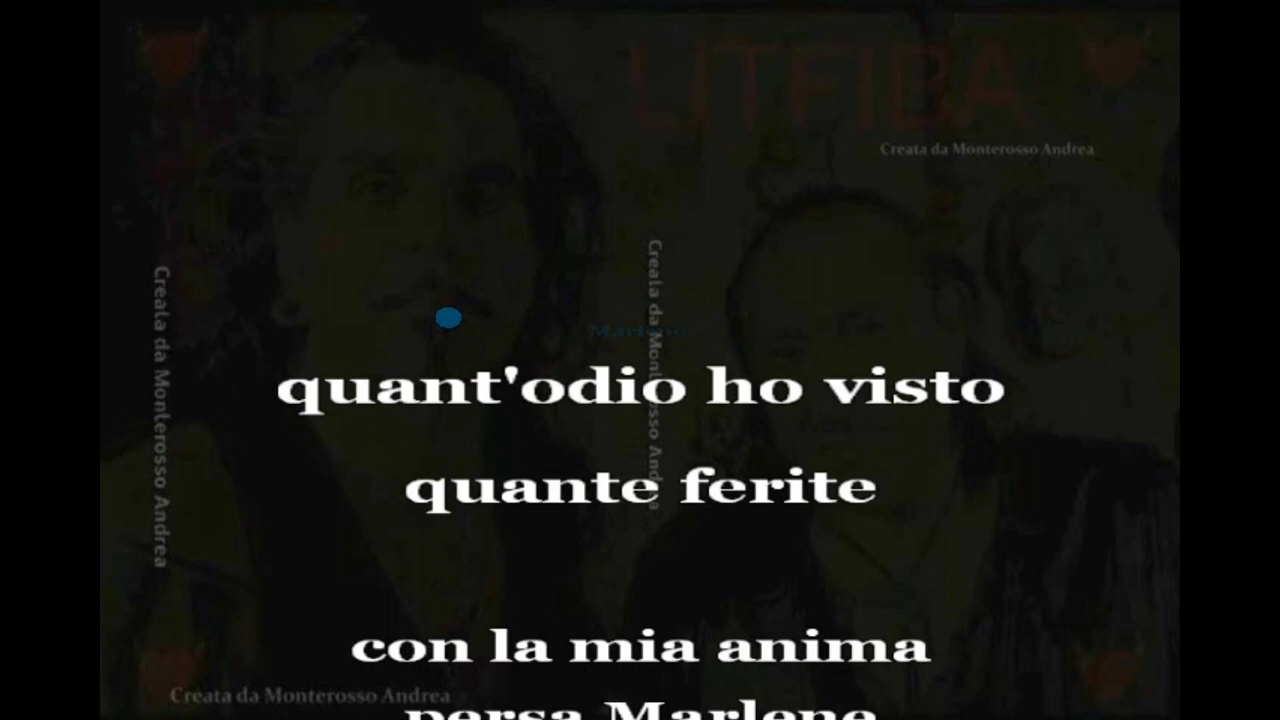 LITFIBA
Creata da Monterosso Andrea
Creata da Monterosso Andrea
Creata da Monterosso Andrea
Marlene
quant'odio ho visto
quante ferite
con la mia anima
persa Marlene
Creata da Monterosso Andrea